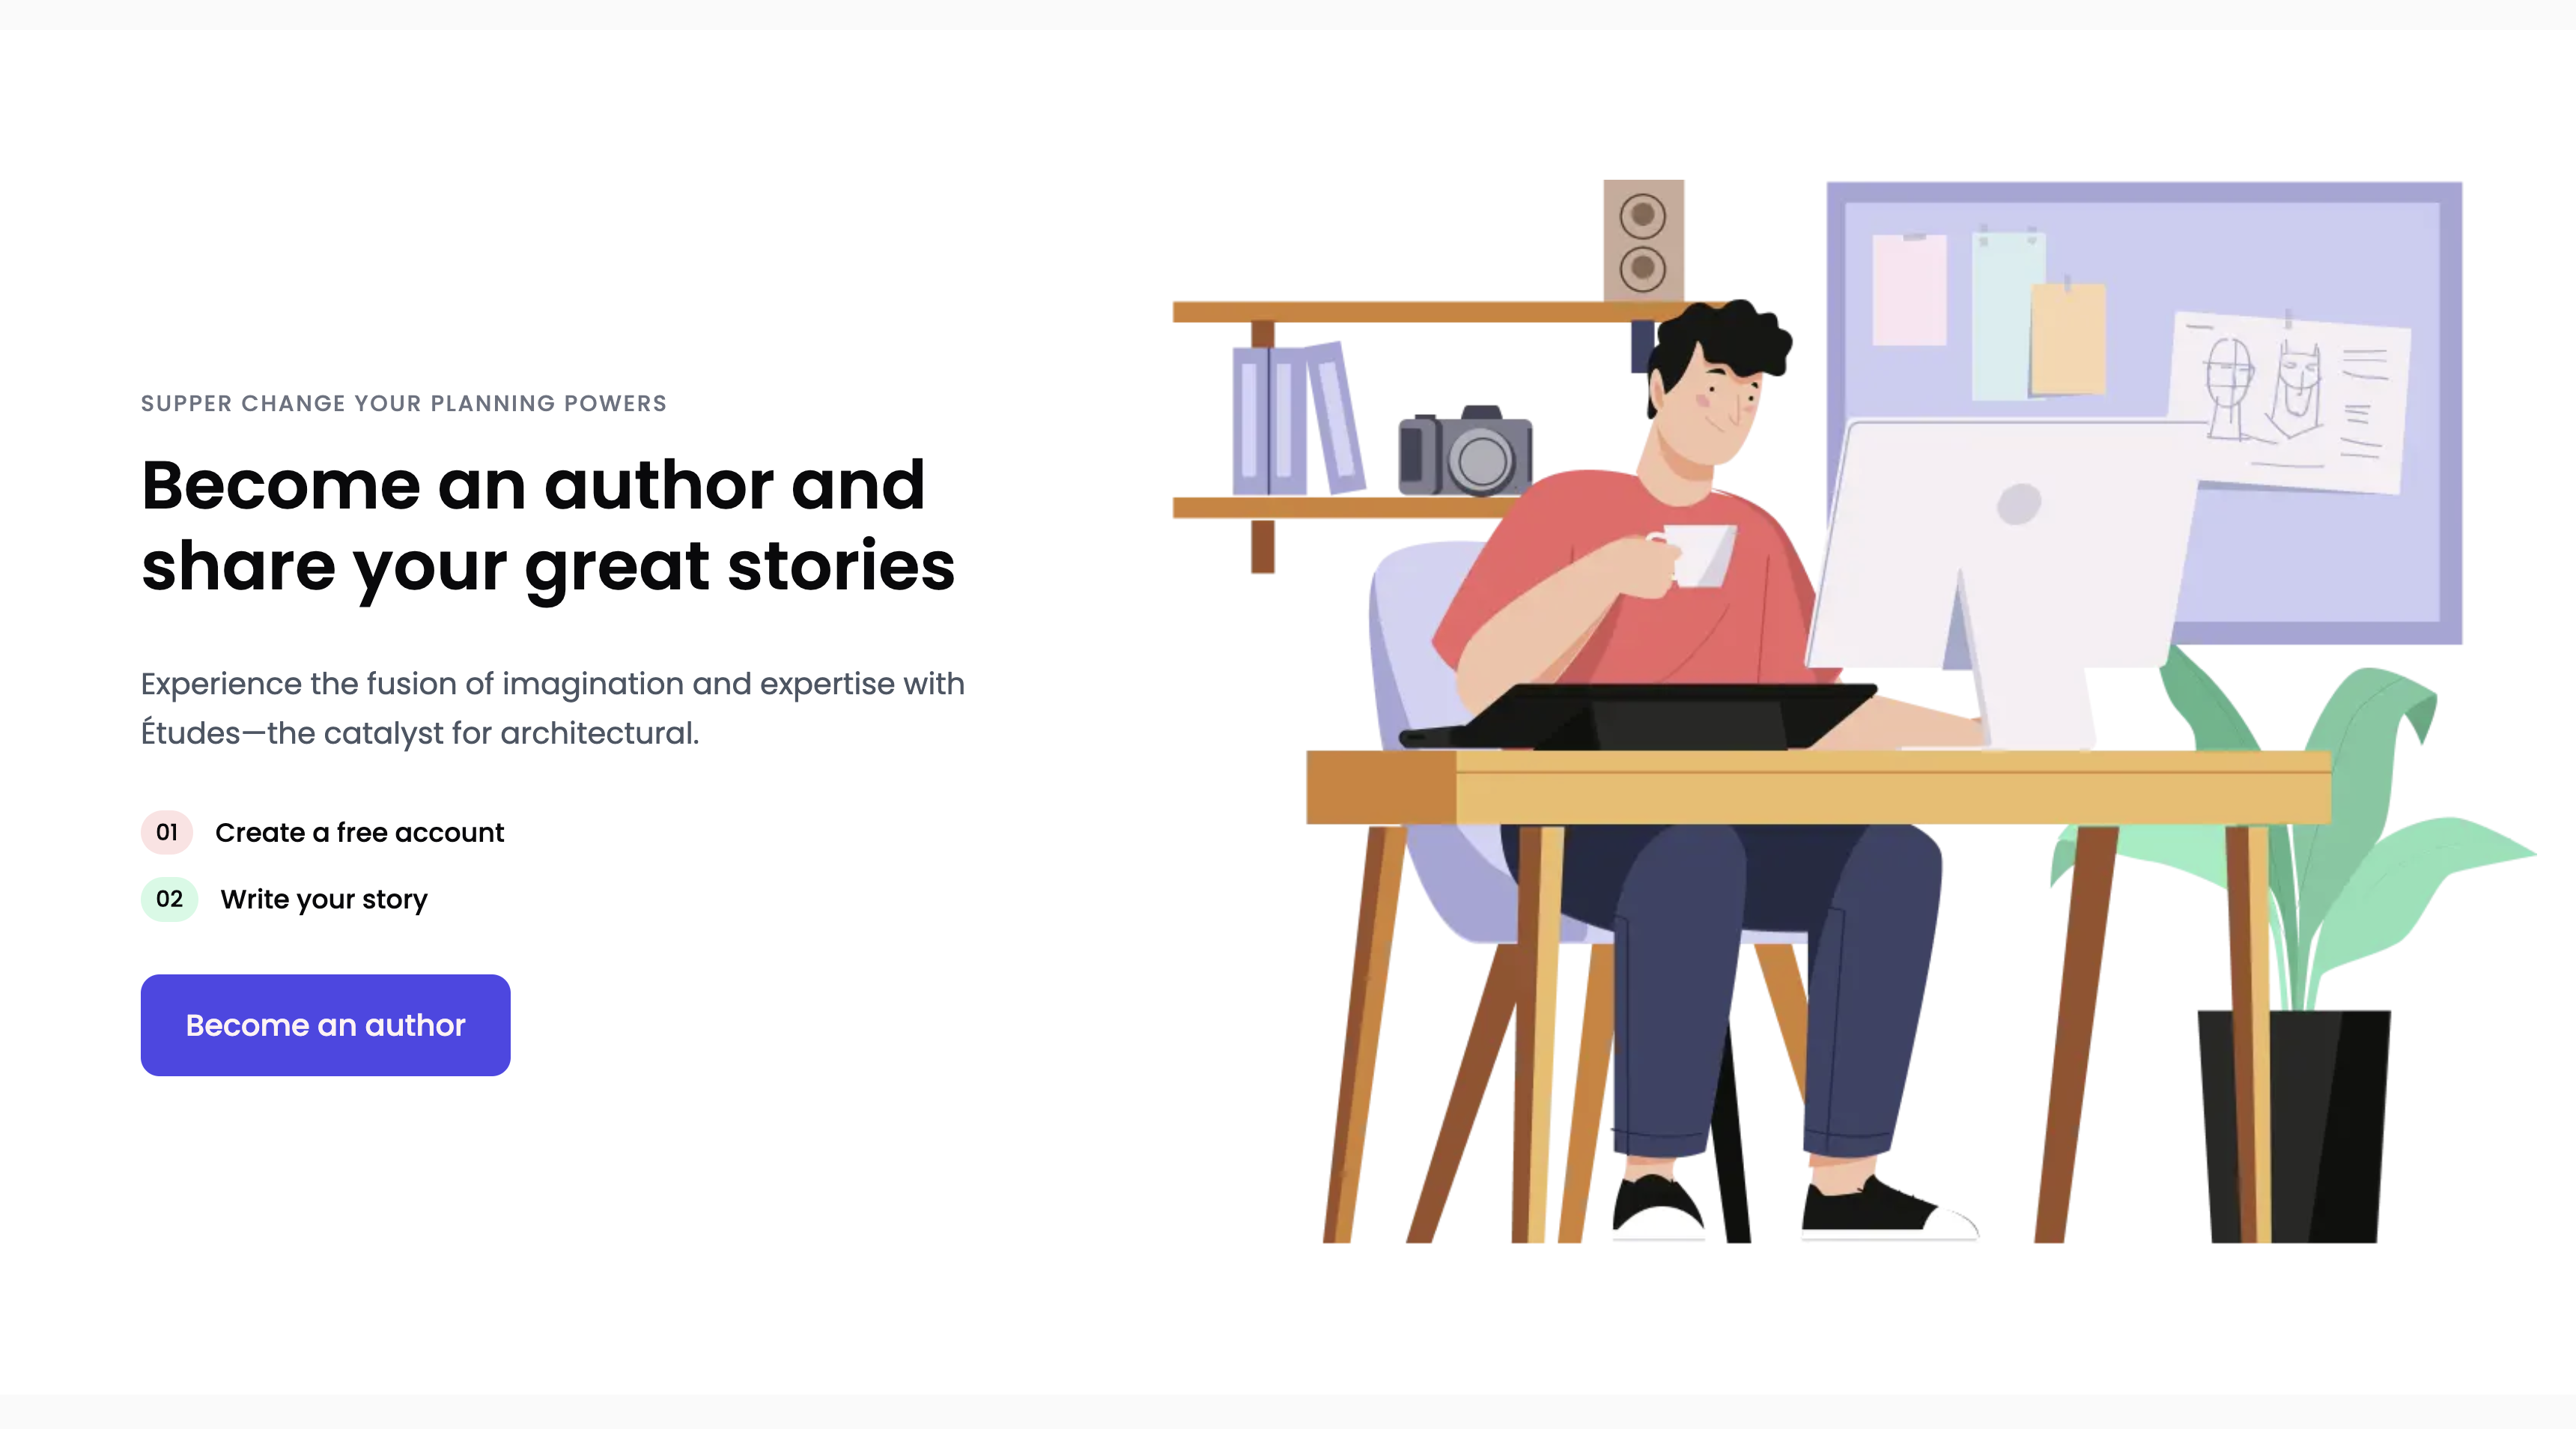 SUPPER CHANGE YOUR PLANNING POWERS
Become an author and
share your great stories
Experience the fusion of imagination and expertise with
Études—the catalyst for architectural.
01 Create a free account
02 Write your story
Become an author